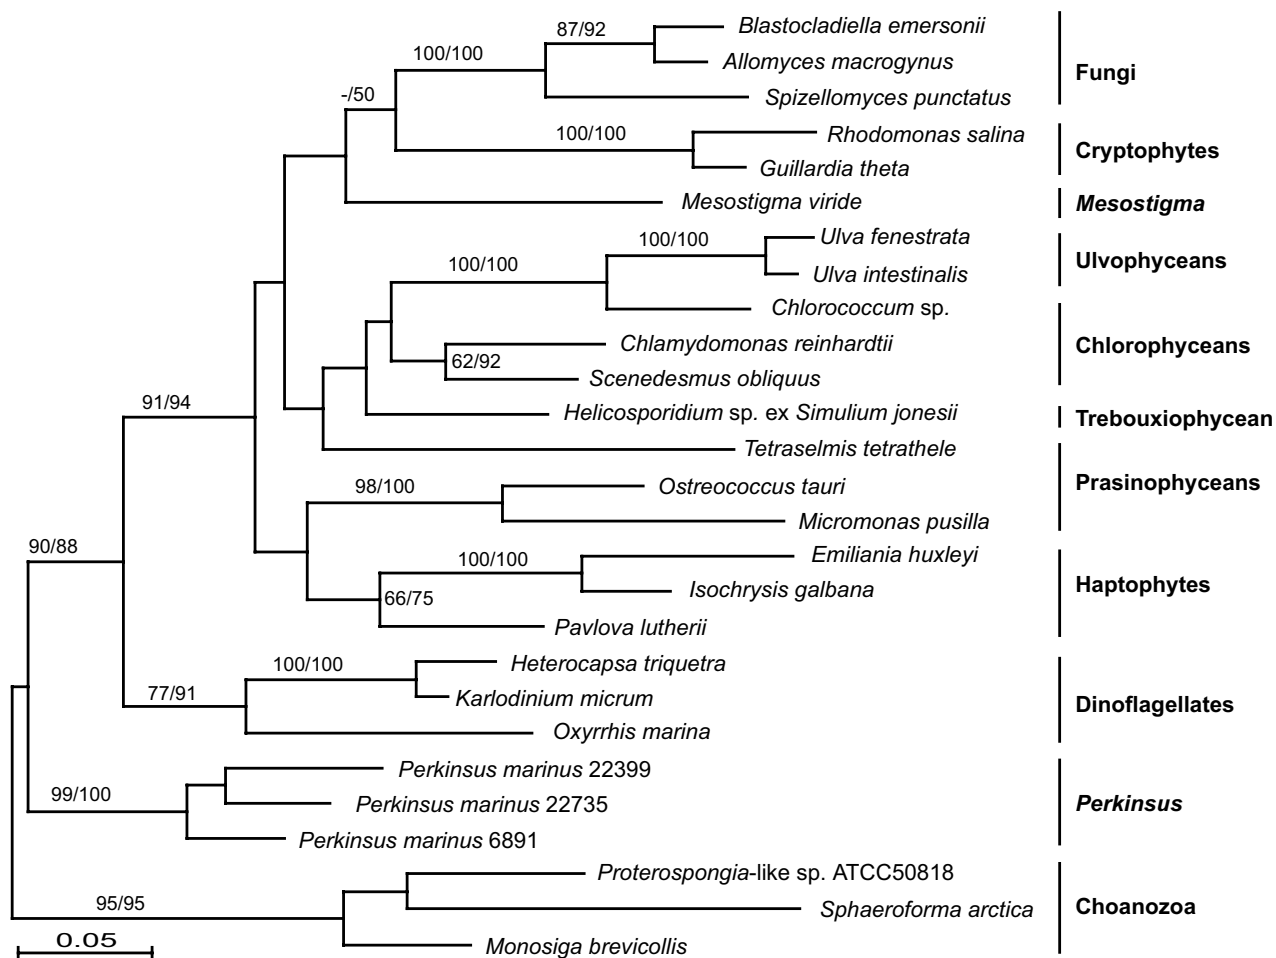 Blastocladiella emersonii
87/92
100/100
Allomyces macrogynus
Fungi
-/50
Spizellomyces punctatus
100/100
Rhodomonas salina
Cryptophytes
Guillardia theta
Mesostigma viride
Mesostigma
100/100
Ulva fenestrata
100/100
Ulvophyceans
Ulva intestinalis
Chlorococcum sp.
Chlamydomonas reinhardtii
Chlorophyceans
62/92
Scenedesmus obliquus
91/94
Helicosporidium sp. ex Simulium jonesii
Trebouxiophycean
Tetraselmis tetrathele
98/100
Ostreococcus tauri
Prasinophyceans
Micromonas pusilla
90/88
100/100
Emiliania huxleyi
Isochrysis galbana
Haptophytes
66/75
Pavlova lutherii
100/100
Heterocapsa triquetra
77/91
Karlodinium micrum
Dinoflagellates
Oxyrrhis marina
Perkinsus marinus 22399
99/100
Perkinsus marinus 22735
Perkinsus
Perkinsus marinus 6891
Proterospongia-like sp. ATCC50818
95/95
Sphaeroforma arctica
Choanozoa
0.05
Monosiga brevicollis